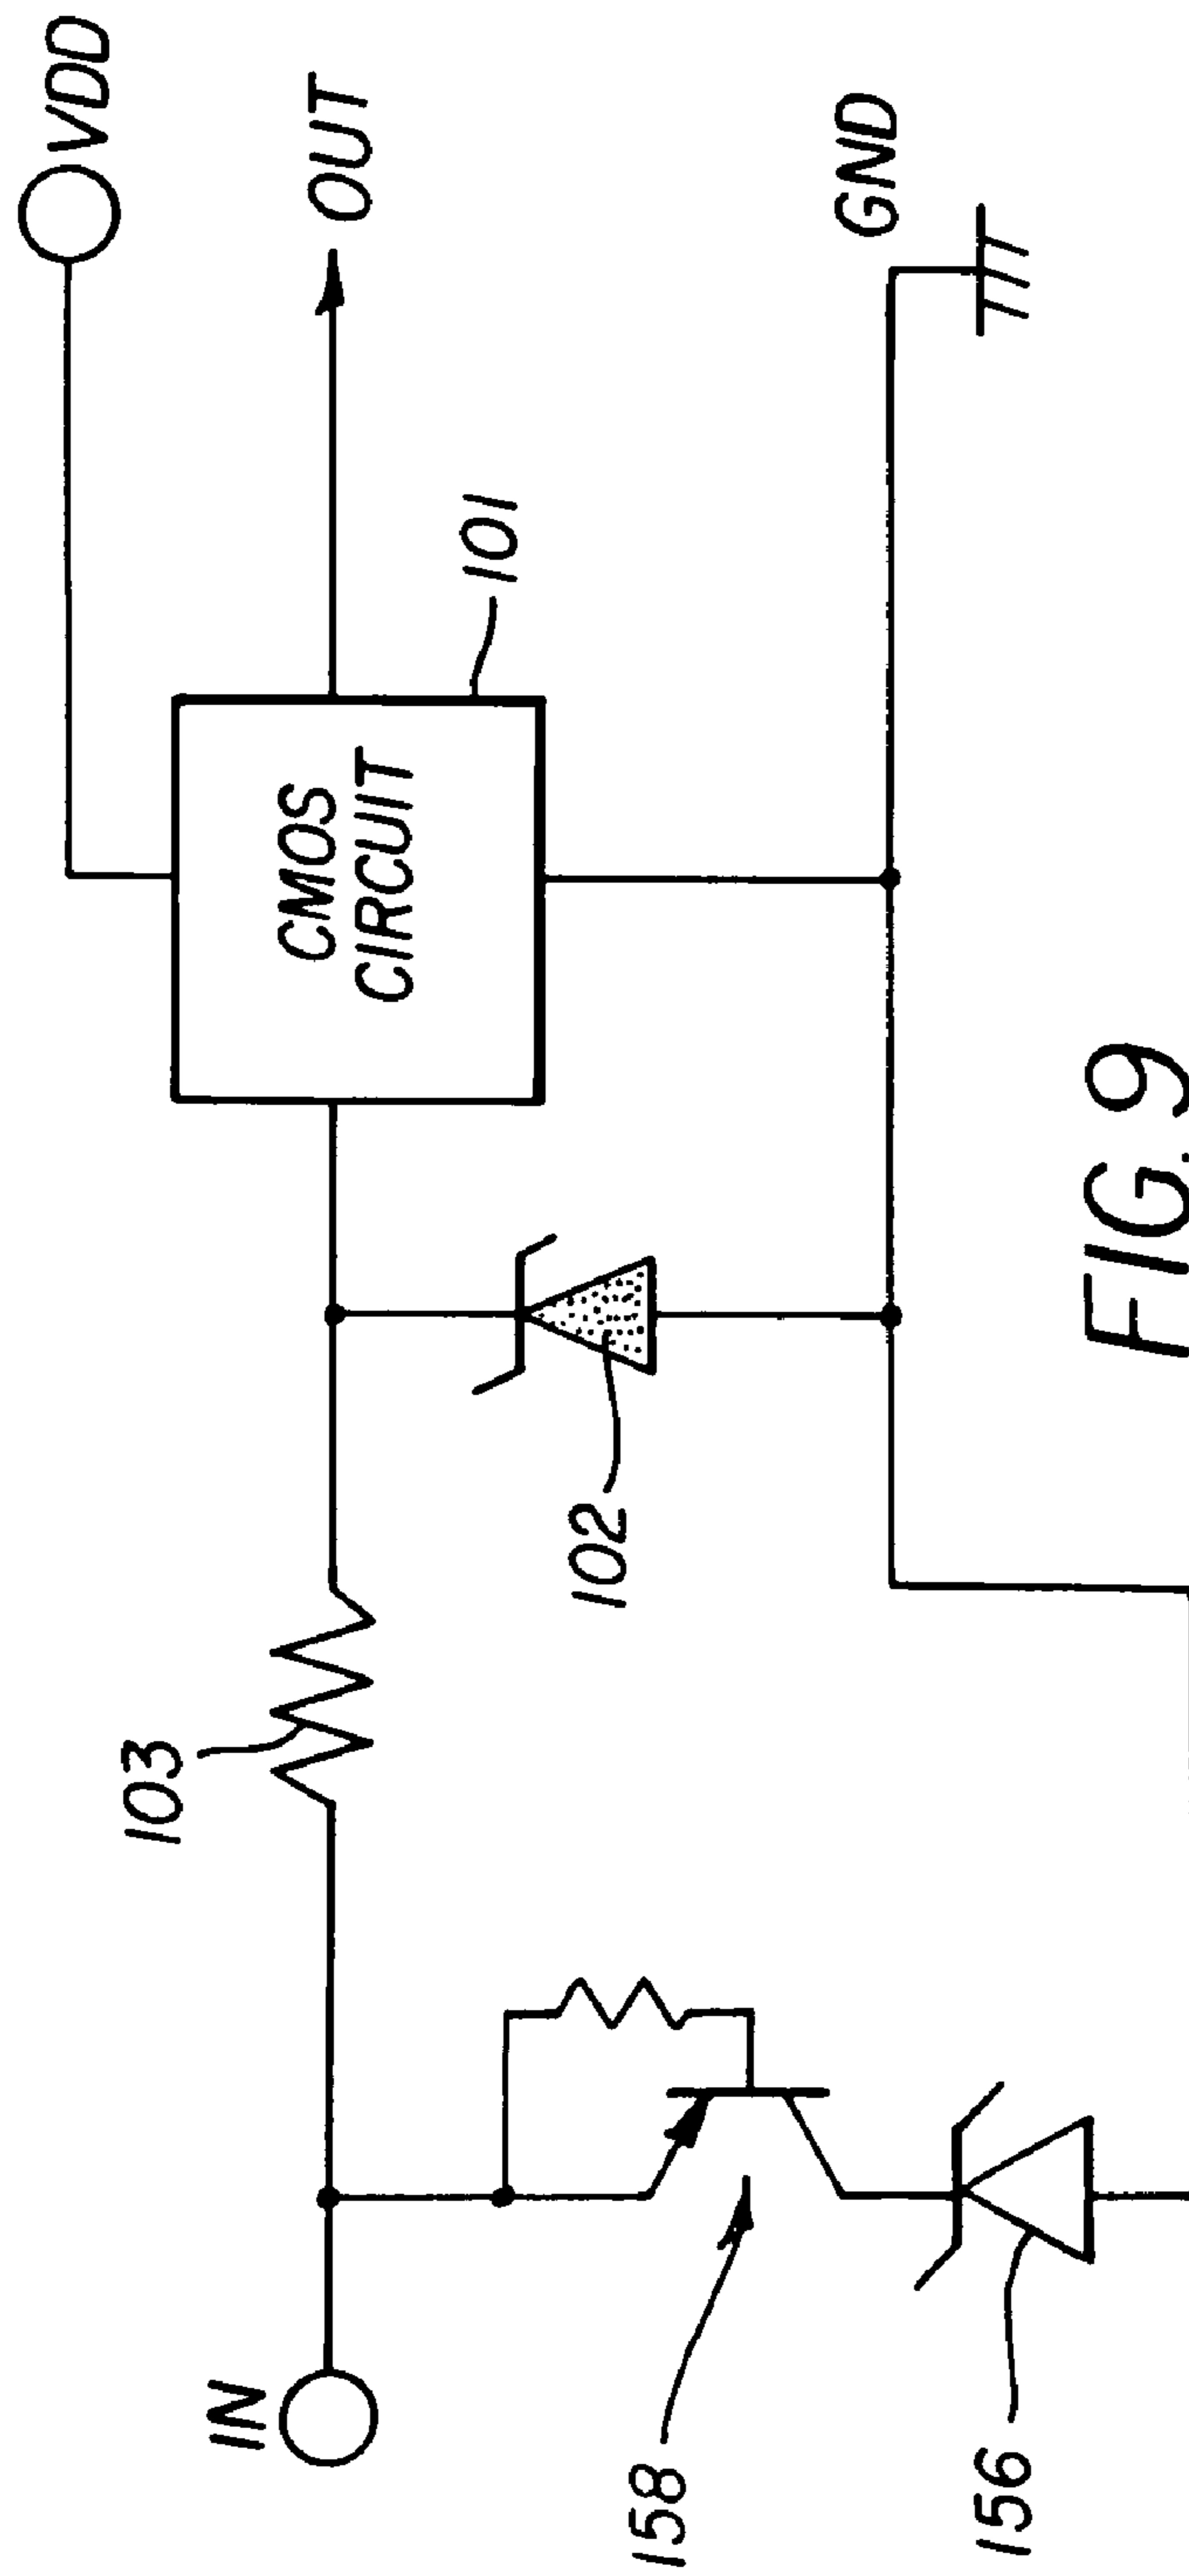 VDD
OUT
CMOS
CIRCUIT
101
103
IN
102
GND
158
156
FIG. 9